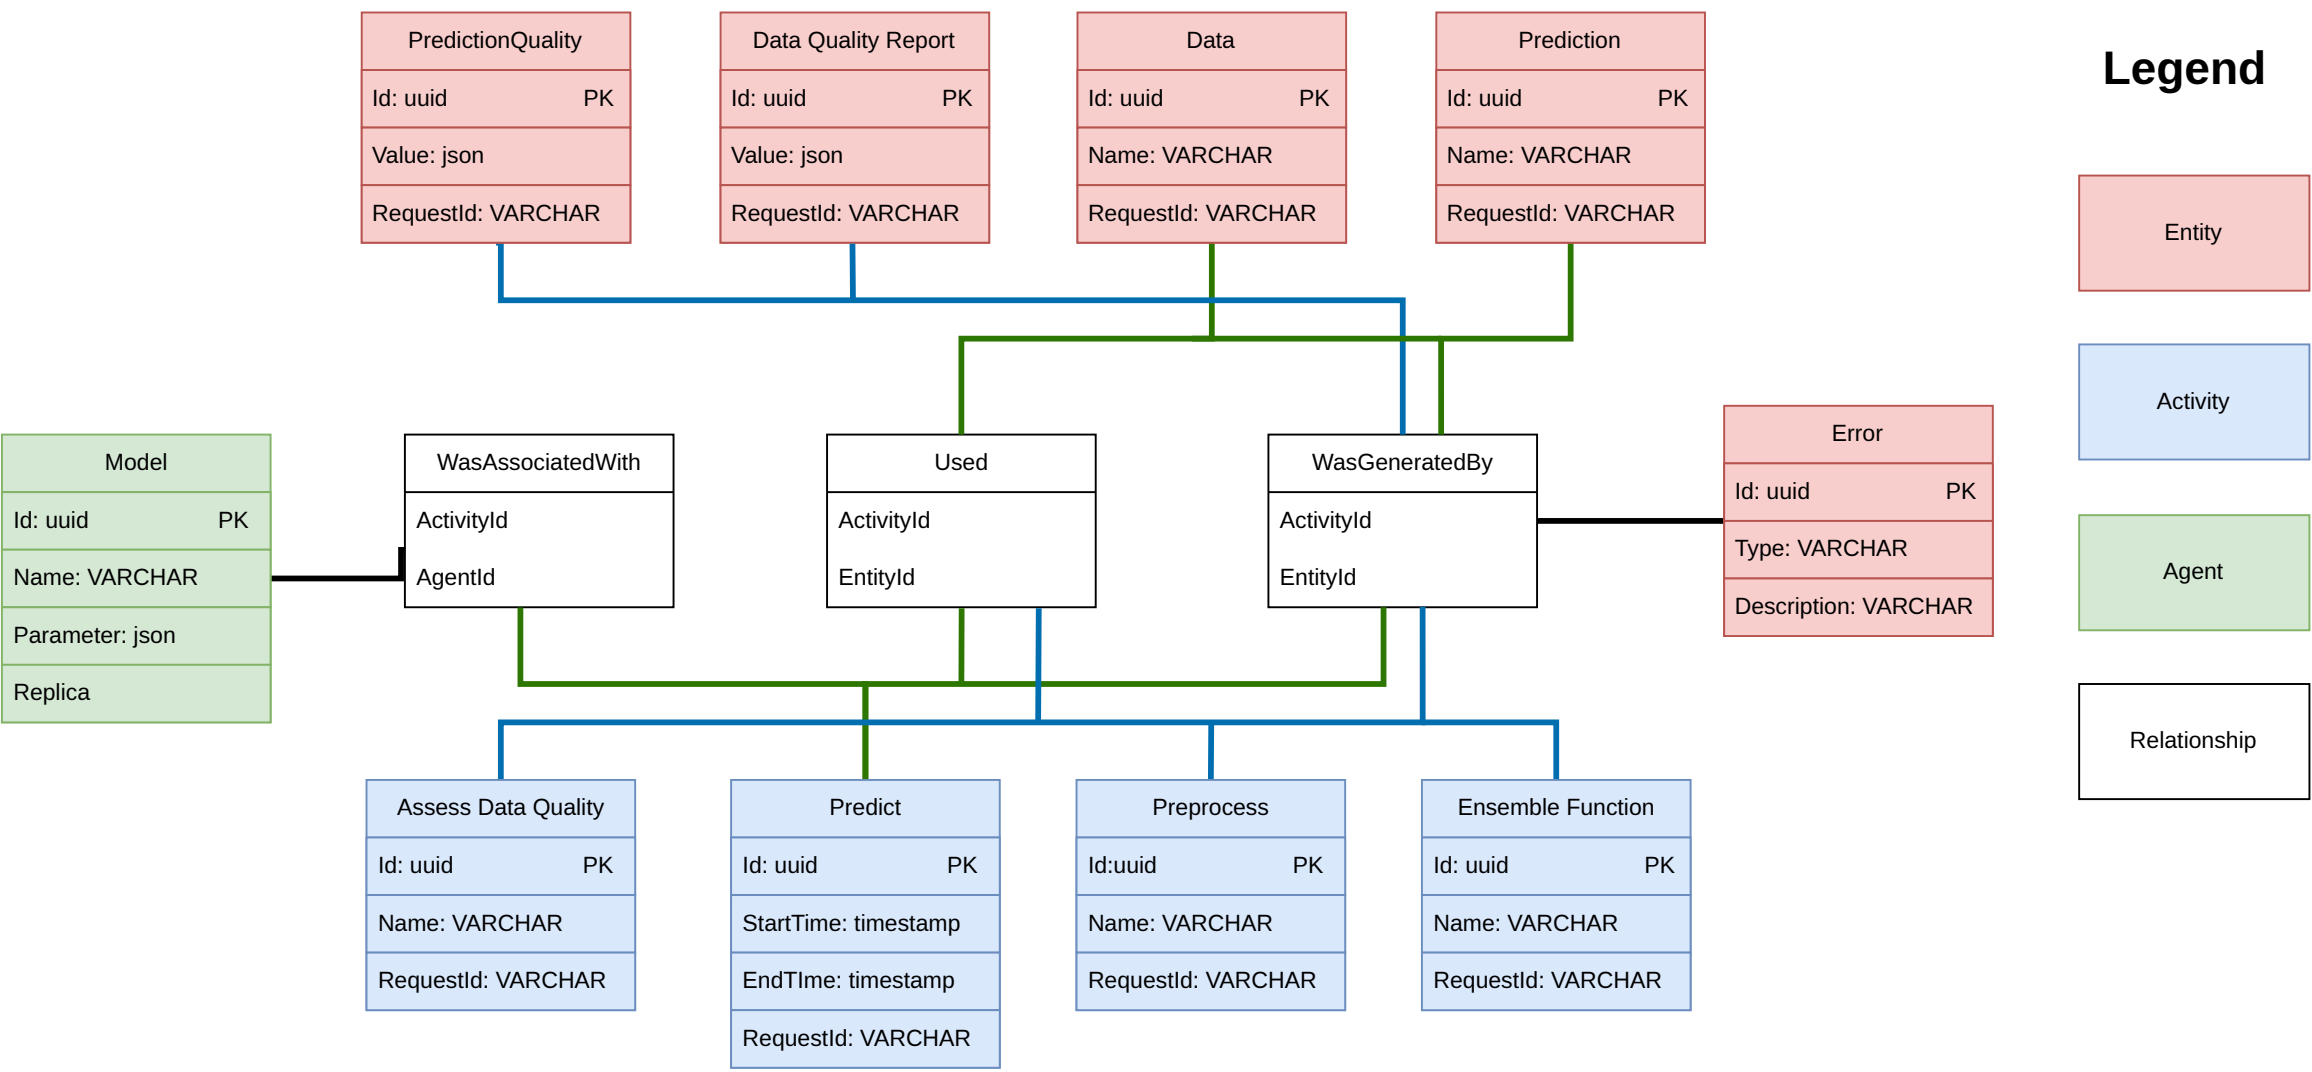 PredictionQuality
Id: uuid PK
Value: json
RequestId: VARCHAR
Data Quality Report
Id: uuid PK
Value: json
RequestId: VARCHAR
Data
Id: uuid PK
Name: VARCHAR
RequestId: VARCHAR
Prediction
Id: uuid PK
Name: VARCHAR
RequestId: VARCHAR
Legend
Entity
Activity
Agent
Relationship
Model
Id: uuid PK
Name: VARCHAR
Parameter: json
Replica
WasAssociatedWith
ActivityId
AgentId
Used
ActivityId
EntityId
WasGeneratedBy
ActivityId
EntityId
Error
Id: uuid PK
Type: VARCHAR
Description: VARCHAR
Assess Data Quality
Id: uuid PK
Name: VARCHAR
RequestId: VARCHAR
Predict
Id: uuid PK
StartTime: timestamp
EndTIme: timestamp
RequestId: VARCHAR
Preprocess
Id:uuid PK
Name: VARCHAR
RequestId: VARCHAR
Ensemble Function
Id: uuid PK
Name: VARCHAR
RequestId: VARCHAR